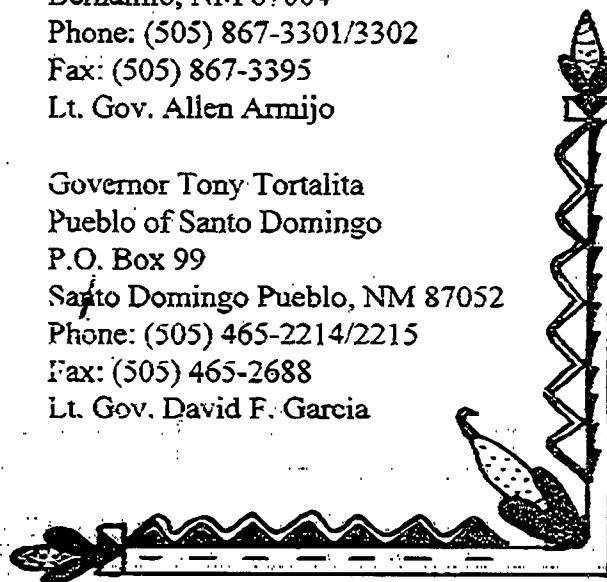 NM 87004
Phone: (505) 867-3301/3302
Fax: (505) 867-3395
Lt. Gov. Allen Armijo
Governor Tony Tortalita
Pueblo of Santo Domingo
P.O. Box 99
Santo Domingo Pueblo, NM 87052
Phone: (505) 465-2214/2215
Fax: (505) 465-2688
Lt. Gov. David F. Garcia